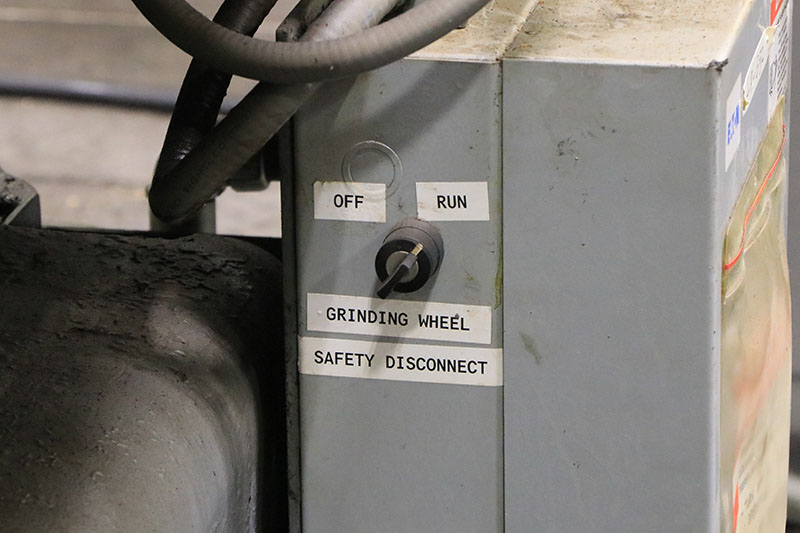 OFF
RUN
GRINDING WHEEL
SAFETY DISCONNECT